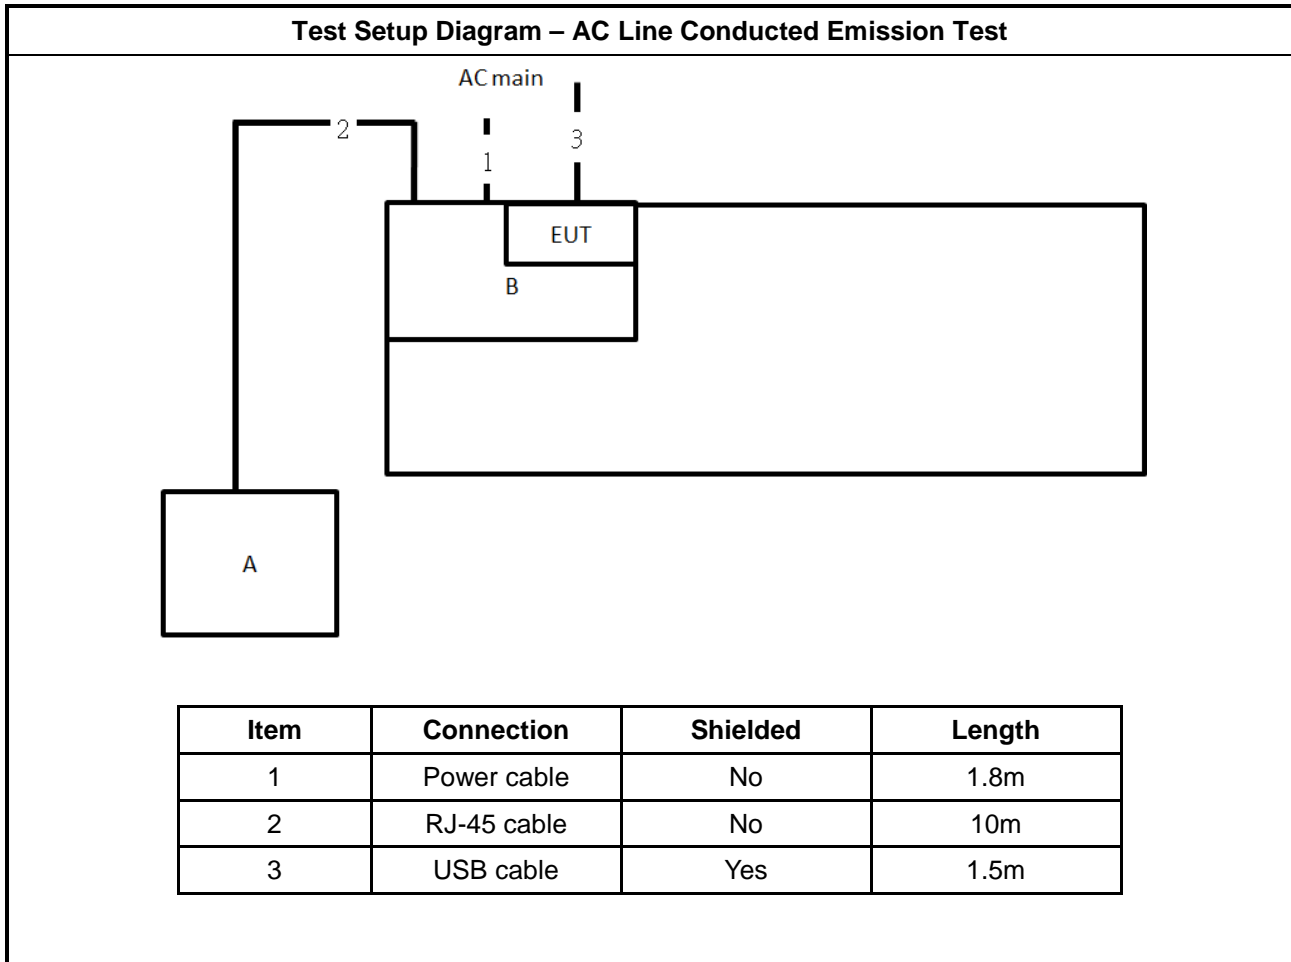 Test Setup Diagram – AC Line Conducted Emission Test
AC main
2
3
1
EUT
B
A
Item Connection Shielded Length
1 Power cable No 1.8m
2 RJ-45 cable No 10m
3 USB cable Yes 1.5m